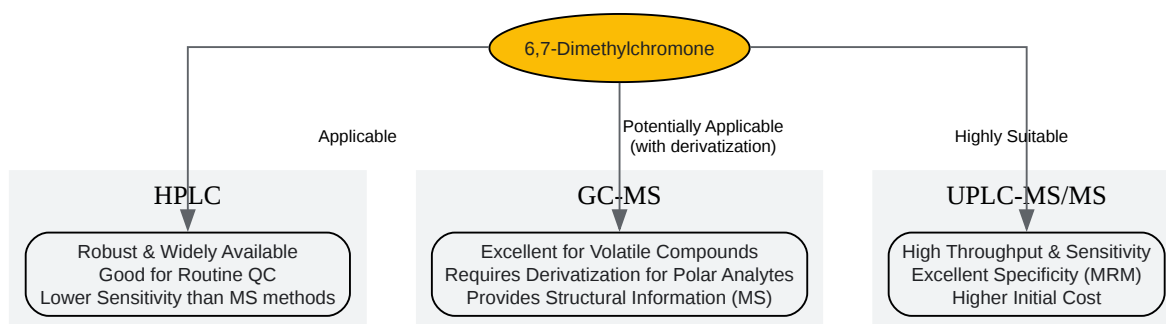 6,7-Dimethylchromone
Applicable
Potentially Applicable
(with derivatization)
Highly Suitable
HPLC
Robust & Widely Available
Good for Routine QC
Lower Sensitivity than MS methods
GC-MS
Excellent for Volatile Compounds
Requires Derivatization for Polar Analytes
Provides Structural Information (MS)
UPLC-MS/MS
High Throughput & Sensitivity
Excellent Specificity (MRM)
Higher Initial Cost